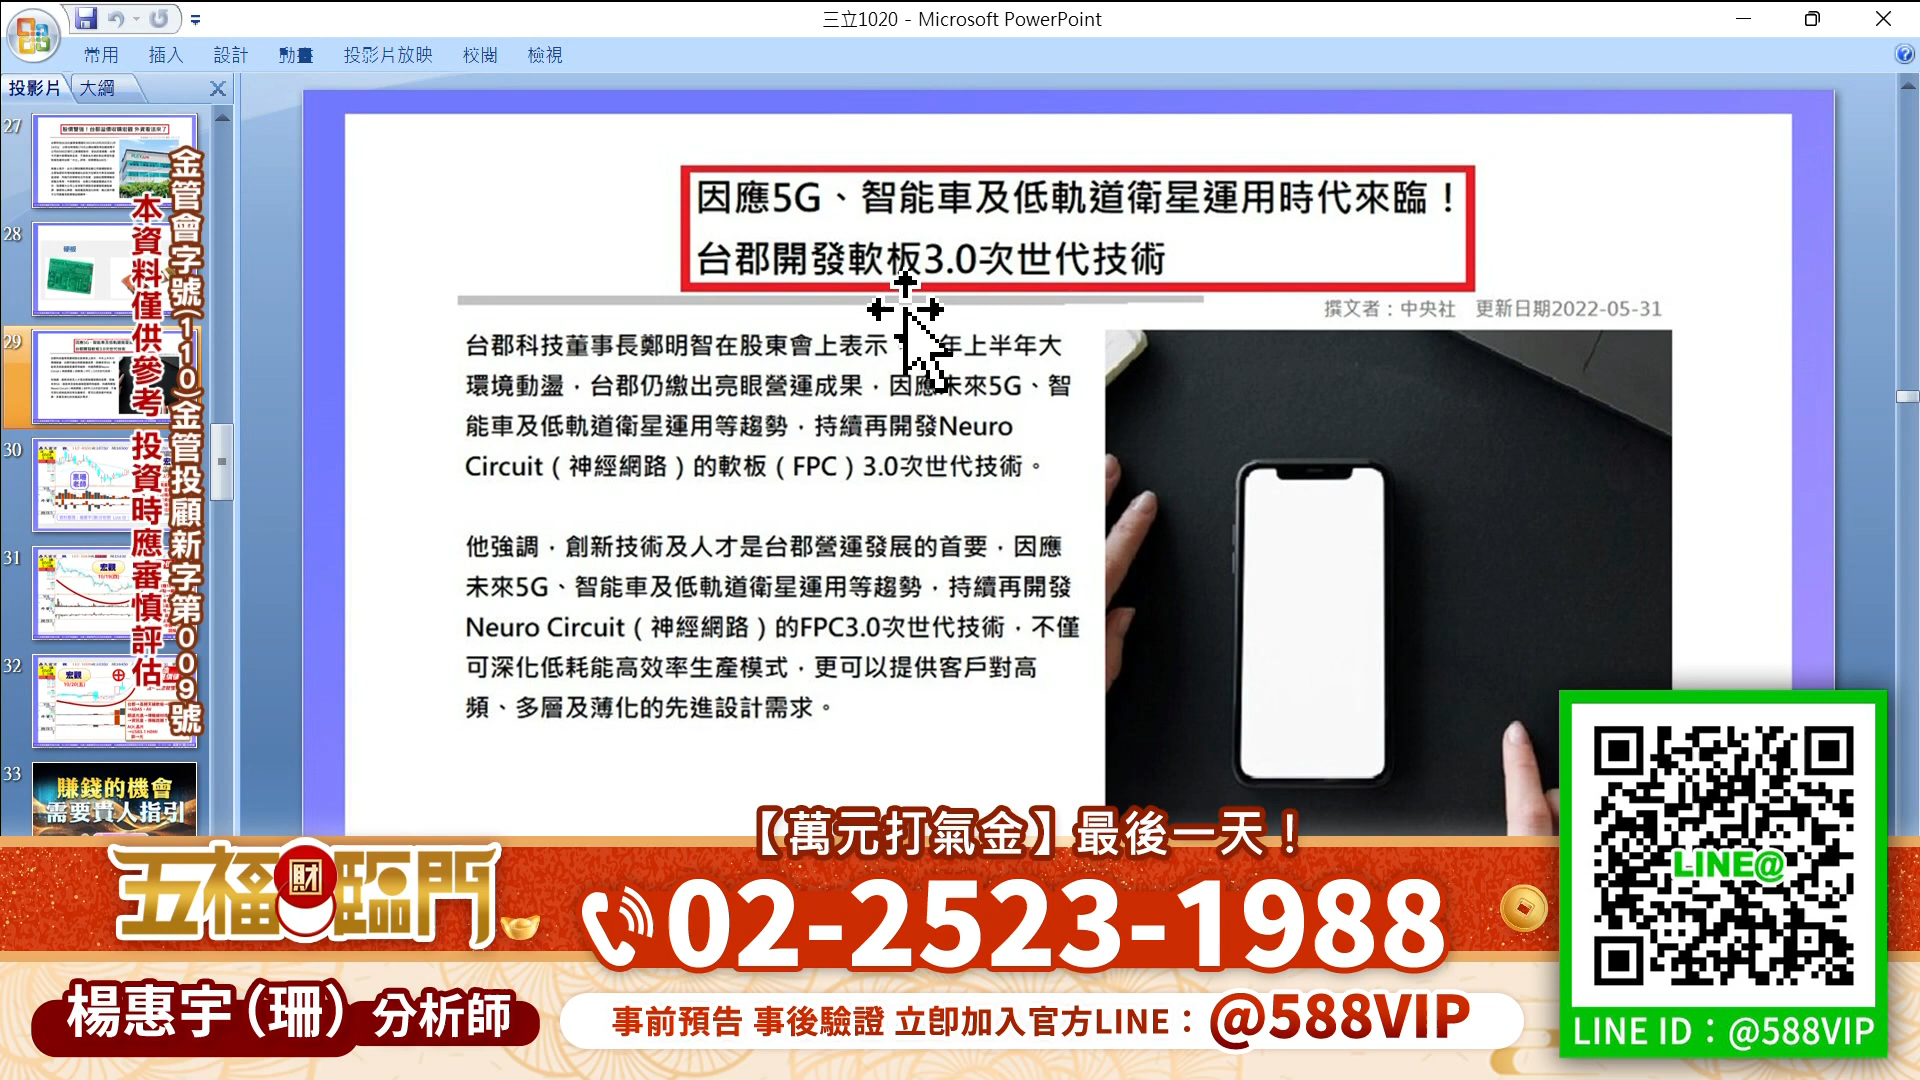 三立1020 - Microsoft PowerPoint
常用 插入 設計 動畫 投影片放映 校閱 檢視
投影片 大綱
27
28
硬板
29
30
31
宏觀
32
宏觀
33
賺錢的機會
需要貴人指引
金管會字號(110)金管投顧新字第009號
本資料僅供參考 投資時應審慎評估
因應5G、智能車及低軌道衛星運用時代來臨！
台郡開發軟板3.0次世代技術
撰文者：中央社 更新日期2022-05-31
台郡科技董事長鄭明智在股東會上表示 年上半年大
環境動盪，台郡仍繳出亮眼營運成果，因應未來5G、智
能車及低軌道衛星運用等趨勢，持續再開發Neuro
Circuit（神經網路）的軟板（FPC）3.0次世代技術。
他強調，創新技術及人才是台郡營運發展的首要，因應
未來5G、智能車及低軌道衛星運用等趨勢，持續再開發
Neuro Circuit（神經網路）的FPC3.0次世代技術，不僅
可深化低耗能高效率生產模式，更可以提供客戶對高
頻、多層及薄化的先進設計需求。
【萬元打氣金】最後一天！
五福臨門
財
02-2523-1988
楊惠宇(珊)分析師
事前預告 事後驗證 立即加入官方LINE：@588VIP
LINE@
LINE ID：@588VIP